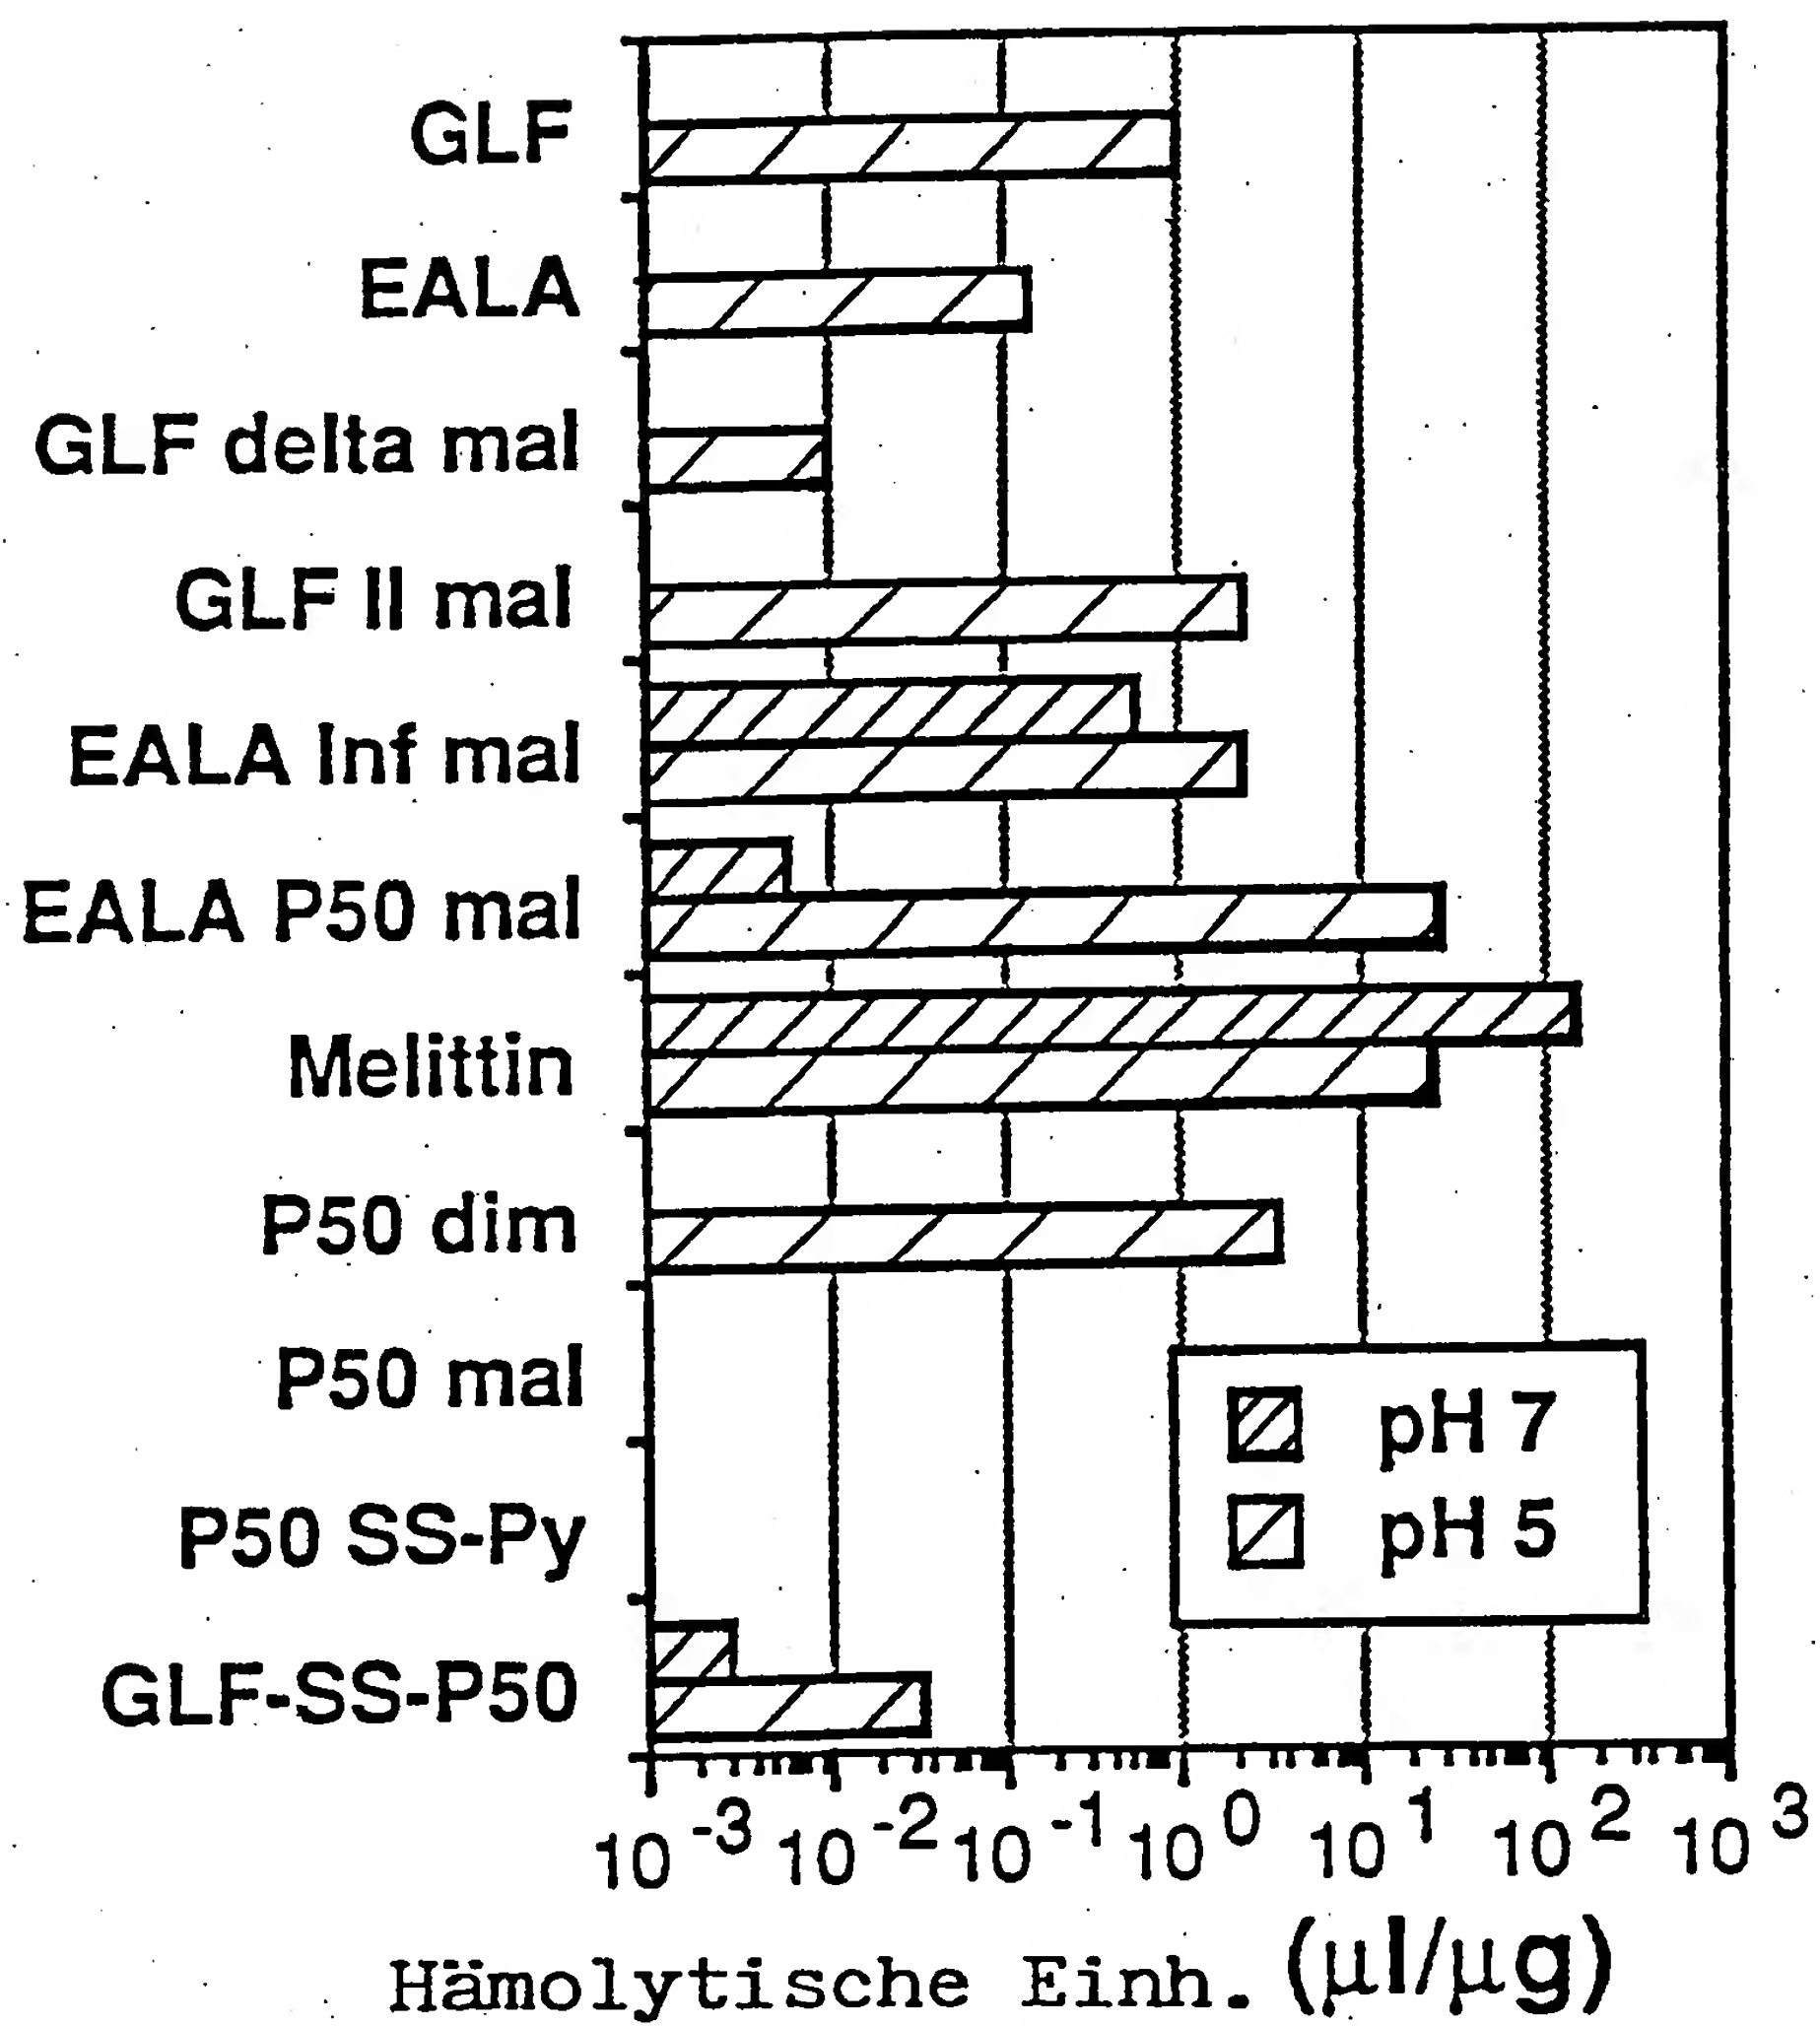 GLF
EALA
GLF delta mal
GLF II mal
EALA Inf mal
EALA P50 mal
Melittin
P50 dim
P50 mal
P50 SS-Py
GLF-SS-P50
pH 7
pH 5
10^-3 10^-2 10^-1 10^0 10^1 10^2 10^3
Hämolytische Einh. (µl/µg)